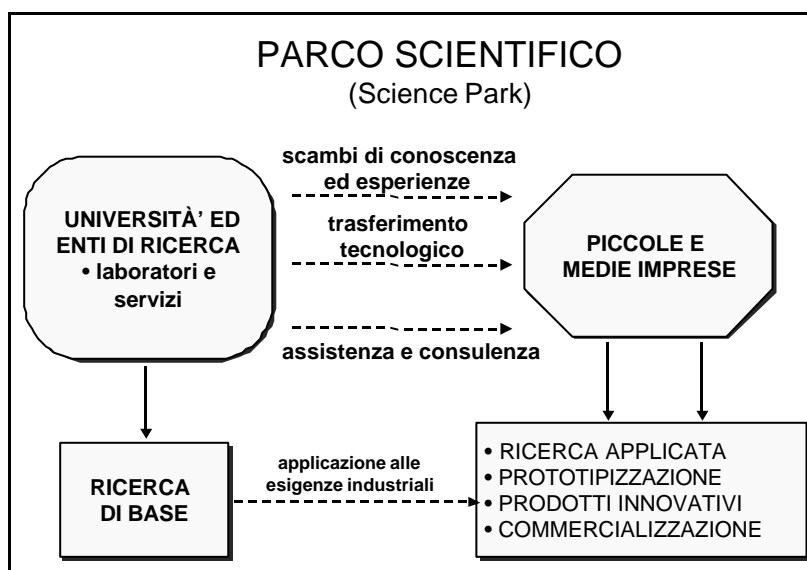 PARCO SCIENTIFICO
(Science Park)
scambi di conoscenza
ed esperienze
UNIVERSITÀ' ED
ENTI DI RICERCA
• laboratori e
servizi
trasferimento
tecnologico
PICCOLE E
MEDIE IMPRESE
assistenza e consulenza
RICERCA
DI BASE
applicazione alle
esigenze industriali
• RICERCA APPLICATA
• PROTOTIPIZZAZIONE
• PRODOTTI INNOVATIVI
• COMMERCIALIZZAZIONE